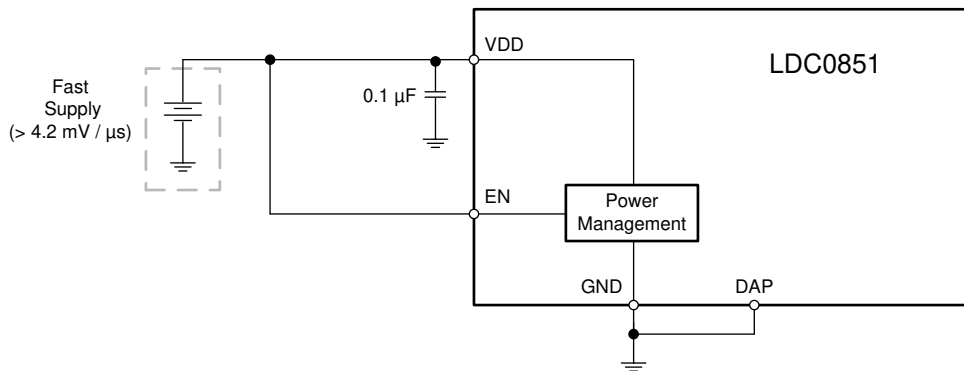 VDD
LDC0851
Fast
Supply
(> 4.2 mV / µs)
0.1 µF
EN
Power
Management
GND
DAP